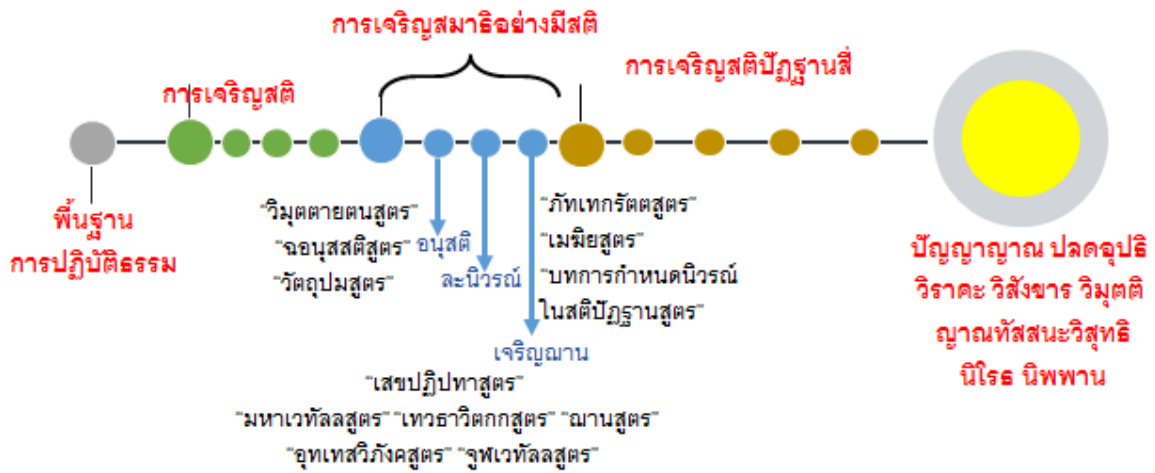 การเจริญสมาธิอย่างมีสติ
การเจริญสติปัฏฐานสี่
การเจริญสติ
พื้นฐาน
การปฏิบัติธรรม
“วิมุตตายตนสูตร”
“ฉอนุสสติสูตร”
“วัตถุปมสูตร”
อนุสติ
ละนิวรณ์
“ภัทเทกรัตตสูตร”
“เมฆิยสูตร”
“บทการกำหนดนิวรณ์
ในสติปัฏฐานสูตร”
เจริญฌาน
“เสขปฏิปทาสูตร”
“มหาเวทัลลสูตร” “เทวธาวิตกกสูตร” “ฌานสูตร”
“อุทเทสวิภังคสูตร” “จูฬเวทัลลสูตร”
ปัญญาญาณ ปลดอุปธิ
วิราคะ วิสังขาร วิมุตติ
ญาณทัสสนะวิสุทธิ
นิโรธ นิพพาน